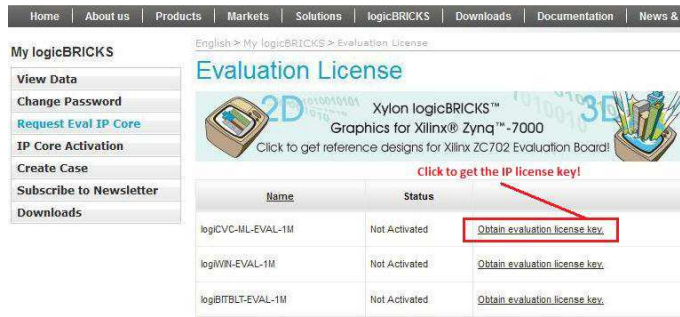 Home About us Products Markets Solutions logicBRICKS Downloads Documentation News &
My logicBRICKS
View Data
Change Password
Request Eval IP Core
IP Core Activation
Create Case
Subscribe to Newsletter
Downloads
English > My logicBRICKS > Evaluation License
Evaluation License
2D
Xylon logicBRICKS™
3D
Graphics for Xilinx® Zynq™-7000
Click to get reference designs for Xilinx ZC702 Evaluation Board!
Click to get the IP license key!
Name Status
logiCVC-ML-EVAL-1M Not Activated Obtain evaluation license key.
logiWIN-EVAL-1M Not Activated Obtain evaluation license key.
logiBITBLT-EVAL-1M Not Activated Obtain evaluation license key.